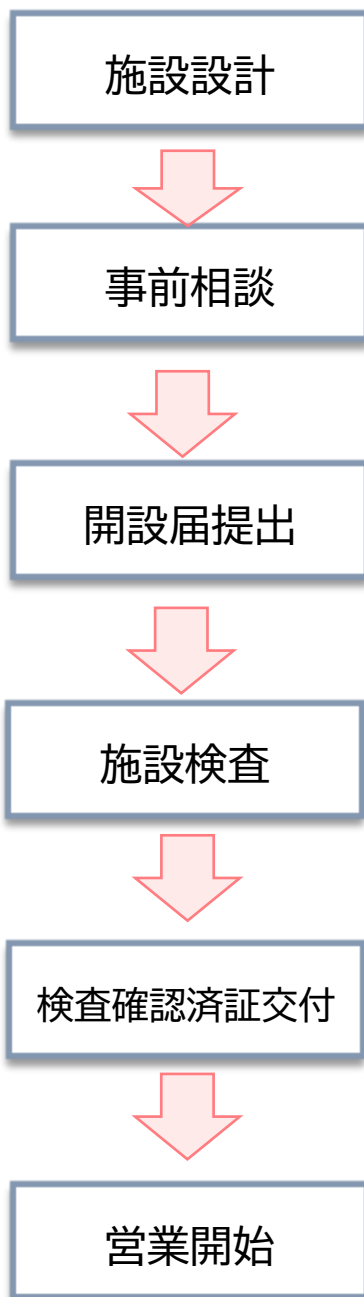 施設設計
事前相談
開設届提出
施設検査
検査確認済証交付
営業開始